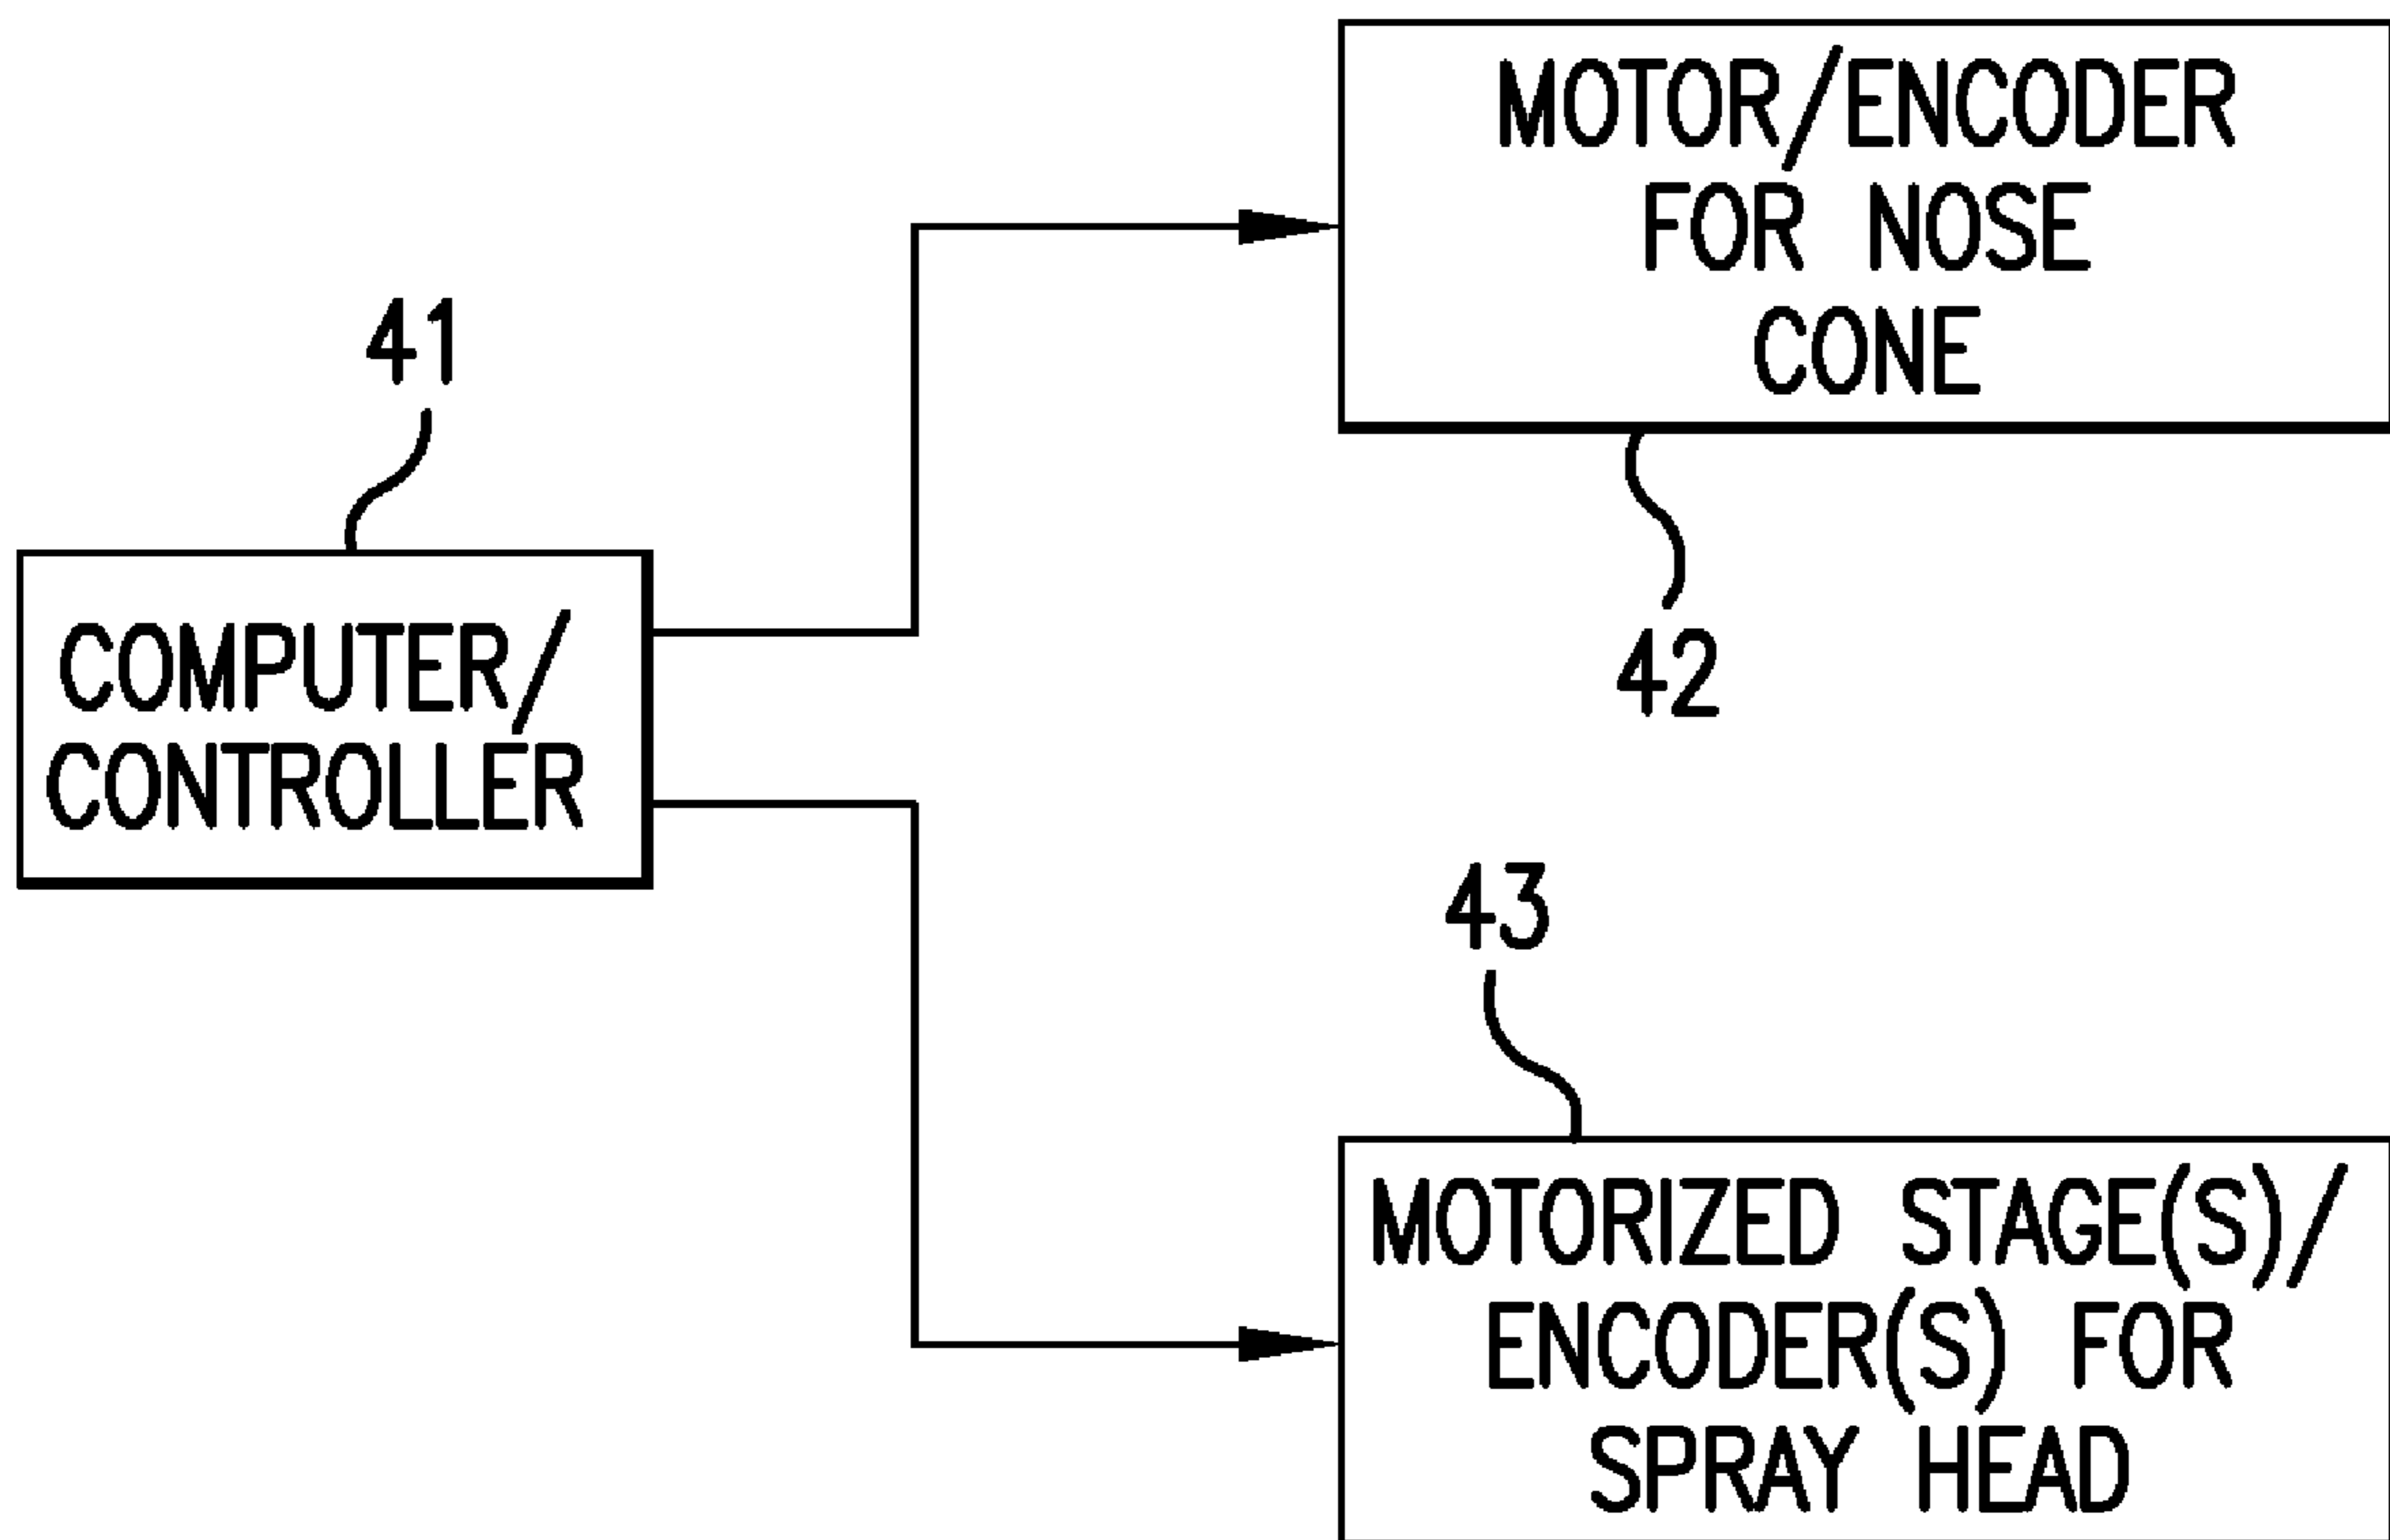 MOTOR/ENCODER
FOR NOSE
CONE
41
COMPUTER/
CONTROLLER
42
43
MOTORIZED STAGE(S)/
ENCODER(S) FOR
SPRAY HEAD